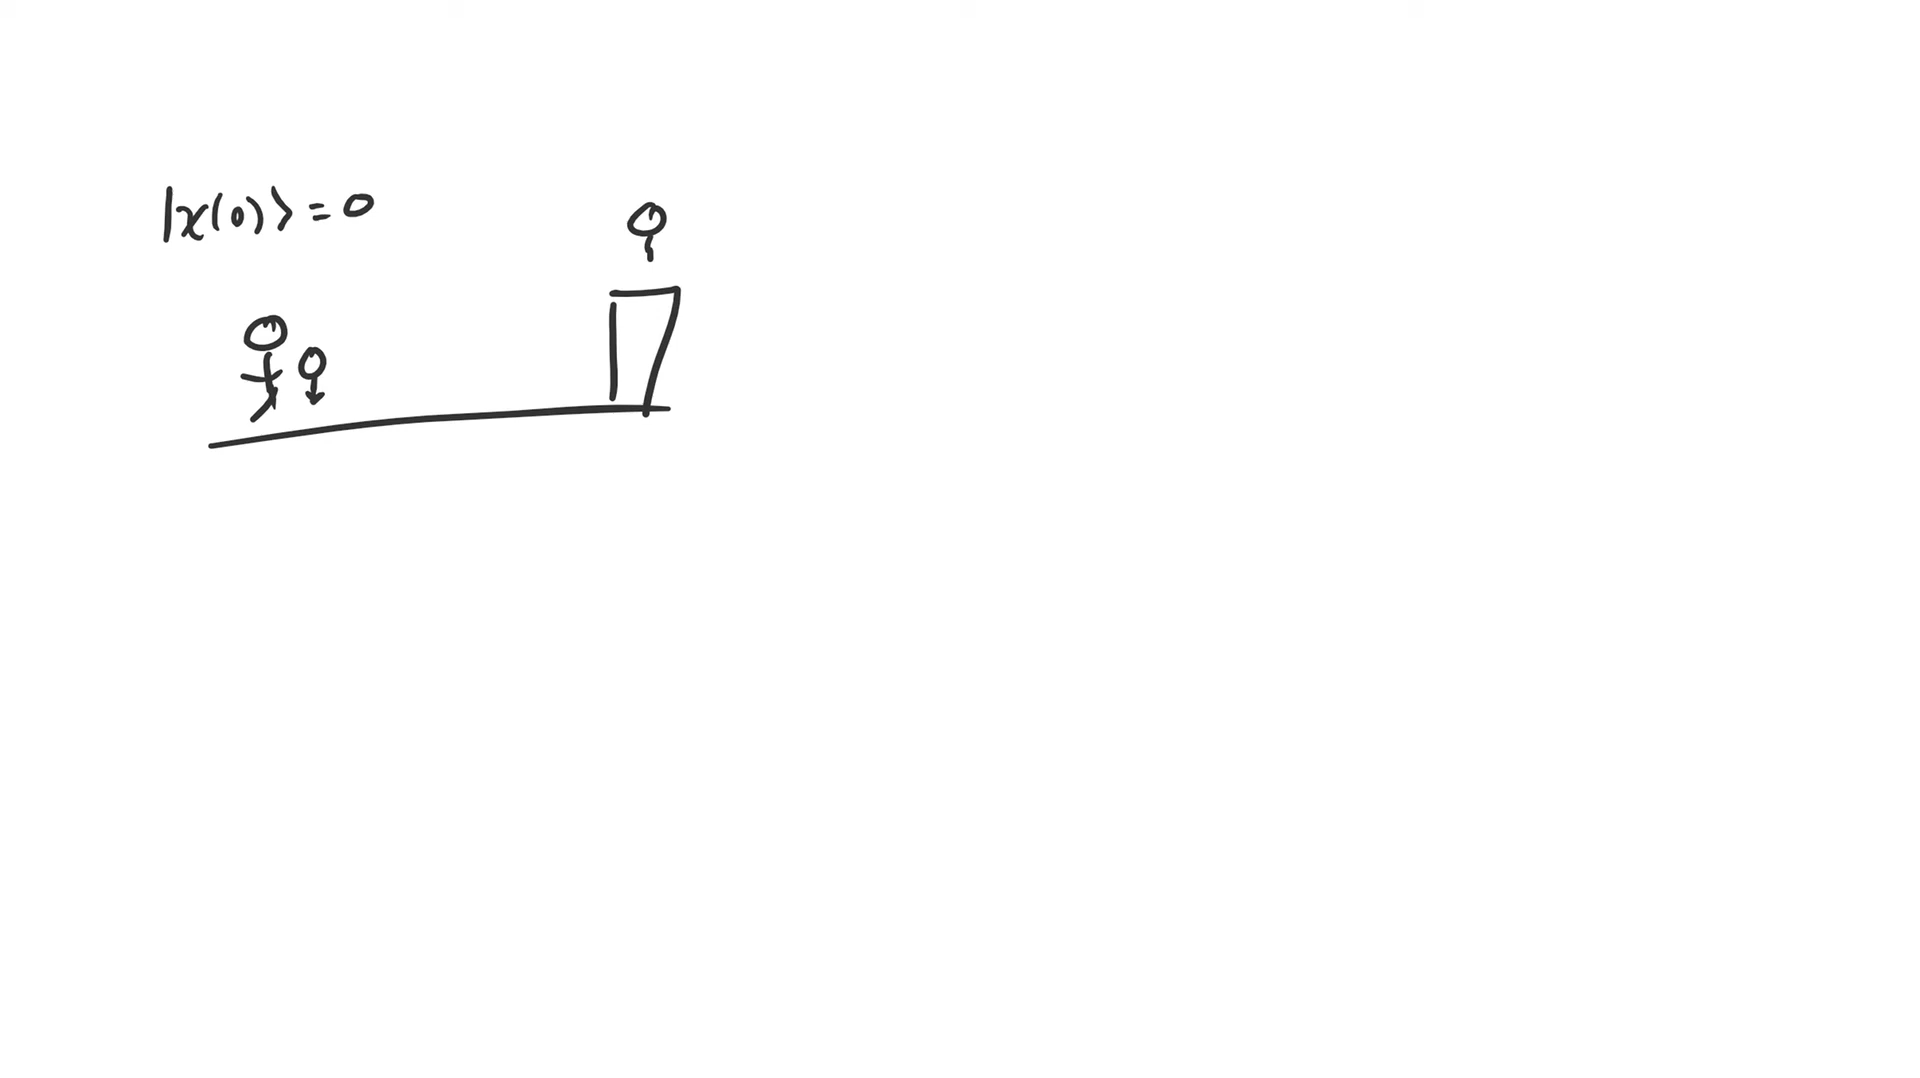 |x(0)⟩ = 0